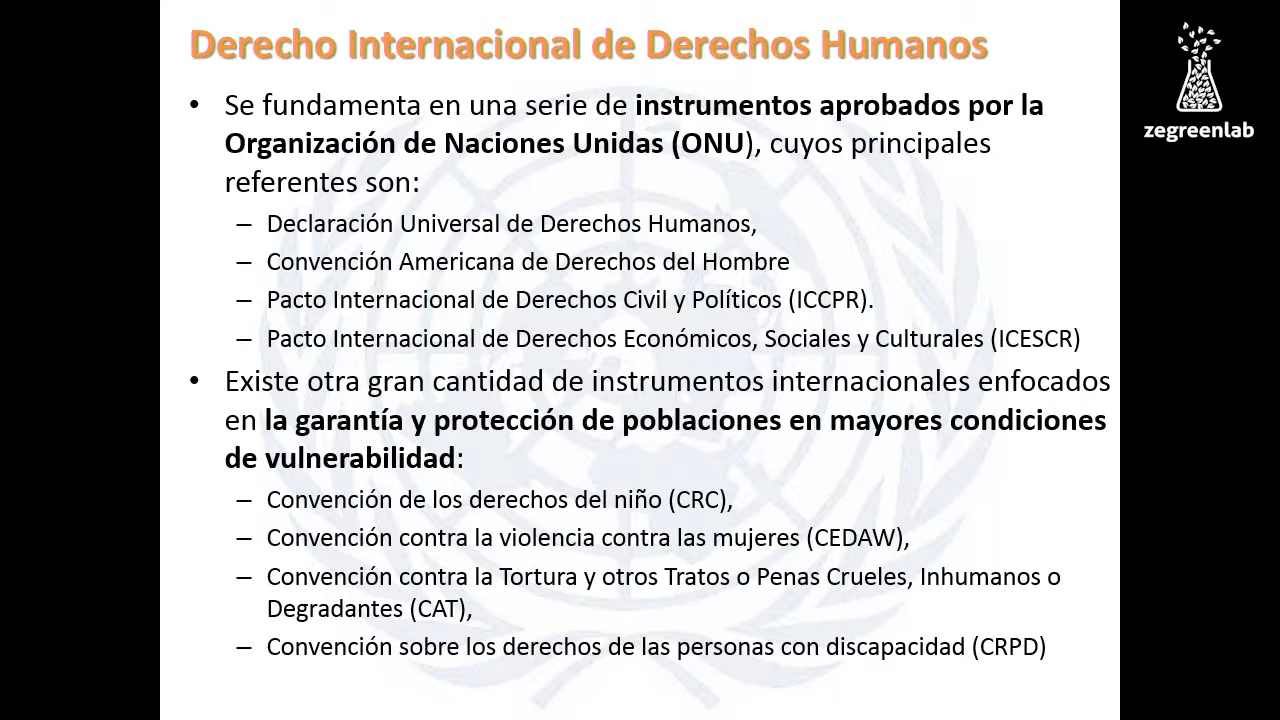 Derecho Internacional de Derechos Humanos
zegreenlab
• Se fundamenta en una serie de instrumentos aprobados por la
Organización de Naciones Unidas (ONU), cuyos principales
referentes son:
– Declaración Universal de Derechos Humanos,
– Convención Americana de Derechos del Hombre
– Pacto Internacional de Derechos Civil y Políticos (ICCPR).
– Pacto Internacional de Derechos Económicos, Sociales y Culturales (ICESCR)
• Existe otra gran cantidad de instrumentos internacionales enfocados
en la garantía y protección de poblaciones en mayores condiciones
de vulnerabilidad:
– Convención de los derechos del niño (CRC),
– Convención contra la violencia contra las mujeres (CEDAW),
– Convención contra la Tortura y otros Tratos o Penas Crueles, Inhumanos o
Degradantes (CAT),
– Convención sobre los derechos de las personas con discapacidad (CRPD)